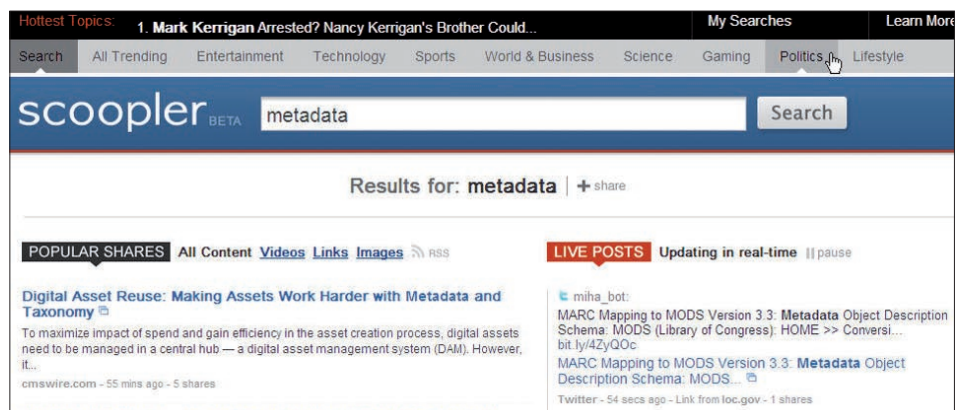 Hottest Topics: 1. Mark Kerrigan Arrested? Nancy Kerrigan's Brother Could... My Searches Learn More
Search All Trending Entertainment Technology Sports World & Business Science Gaming Politics Lifestyle
scoopler BETA metadata Search
Results for: metadata + share
POPULAR SHARES All Content Videos Links Images RSS
Digital Asset Reuse: Making Assets Work Harder with Metadata and
Taxonomy
To maximize impact of spend and gain efficiency in the asset creation process, digital assets
need to be managed in a central hub — a digital asset management system (DAM). However,
it...
cmswire.com - 55 mins ago - 5 shares
LIVE POSTS Updating in real-time pause
miha_bot:
MARC Mapping to MODS Version 3.3: Metadata Object Description
Schema: MODS (Library of Congress): HOME >> Conversi...
bit.ly/4ZyQOc
MARC Mapping to MODS Version 3.3: Metadata Object
Description Schema: MODS...
Twitter - 54 secs ago - Link from loc.gov - 1 shares